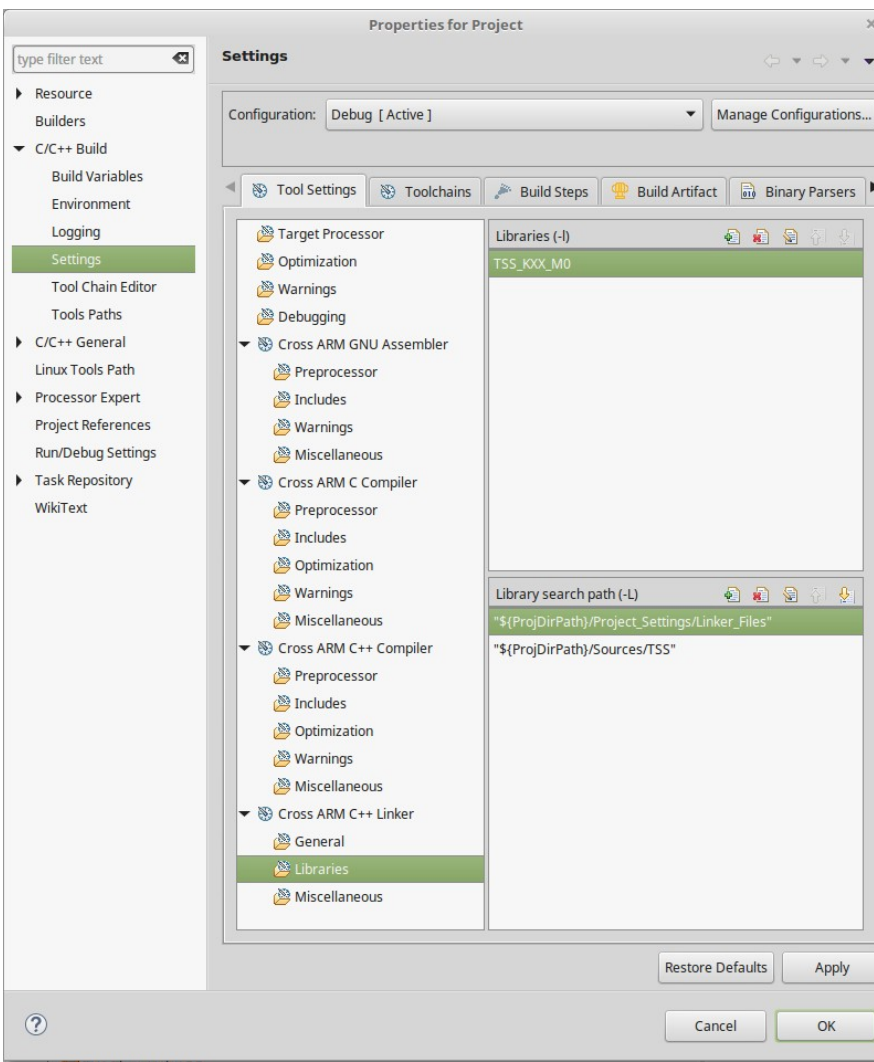 Properties for Project
type filter text
Resource
Builders
C/C++ Build
Build Variables
Environment
Logging
Settings
Tool Chain Editor
Tools Paths
C/C++ General
Linux Tools Path
Processor Expert
Project References
Run/Debug Settings
Task Repository
WikiText
Settings
Configuration: Debug [ Active ] Manage Configurations...
Tool Settings Toolchains Build Steps Build Artifact Binary Parsers
Target Processor
Optimization
Warnings
Debugging
Cross ARM GNU Assembler
Preprocessor
Includes
Warnings
Miscellaneous
Cross ARM C Compiler
Preprocessor
Includes
Optimization
Warnings
Miscellaneous
Cross ARM C++ Compiler
Preprocessor
Includes
Optimization
Warnings
Miscellaneous
Cross ARM C++ Linker
General
Libraries
Miscellaneous
Libraries (-l)
TSS_KXX_M0
Library search path (-L)
"${ProjDirPath}/Project_Settings/Linker_Files"
"${ProjDirPath}/Sources/TSS"
Restore Defaults Apply
? Cancel OK